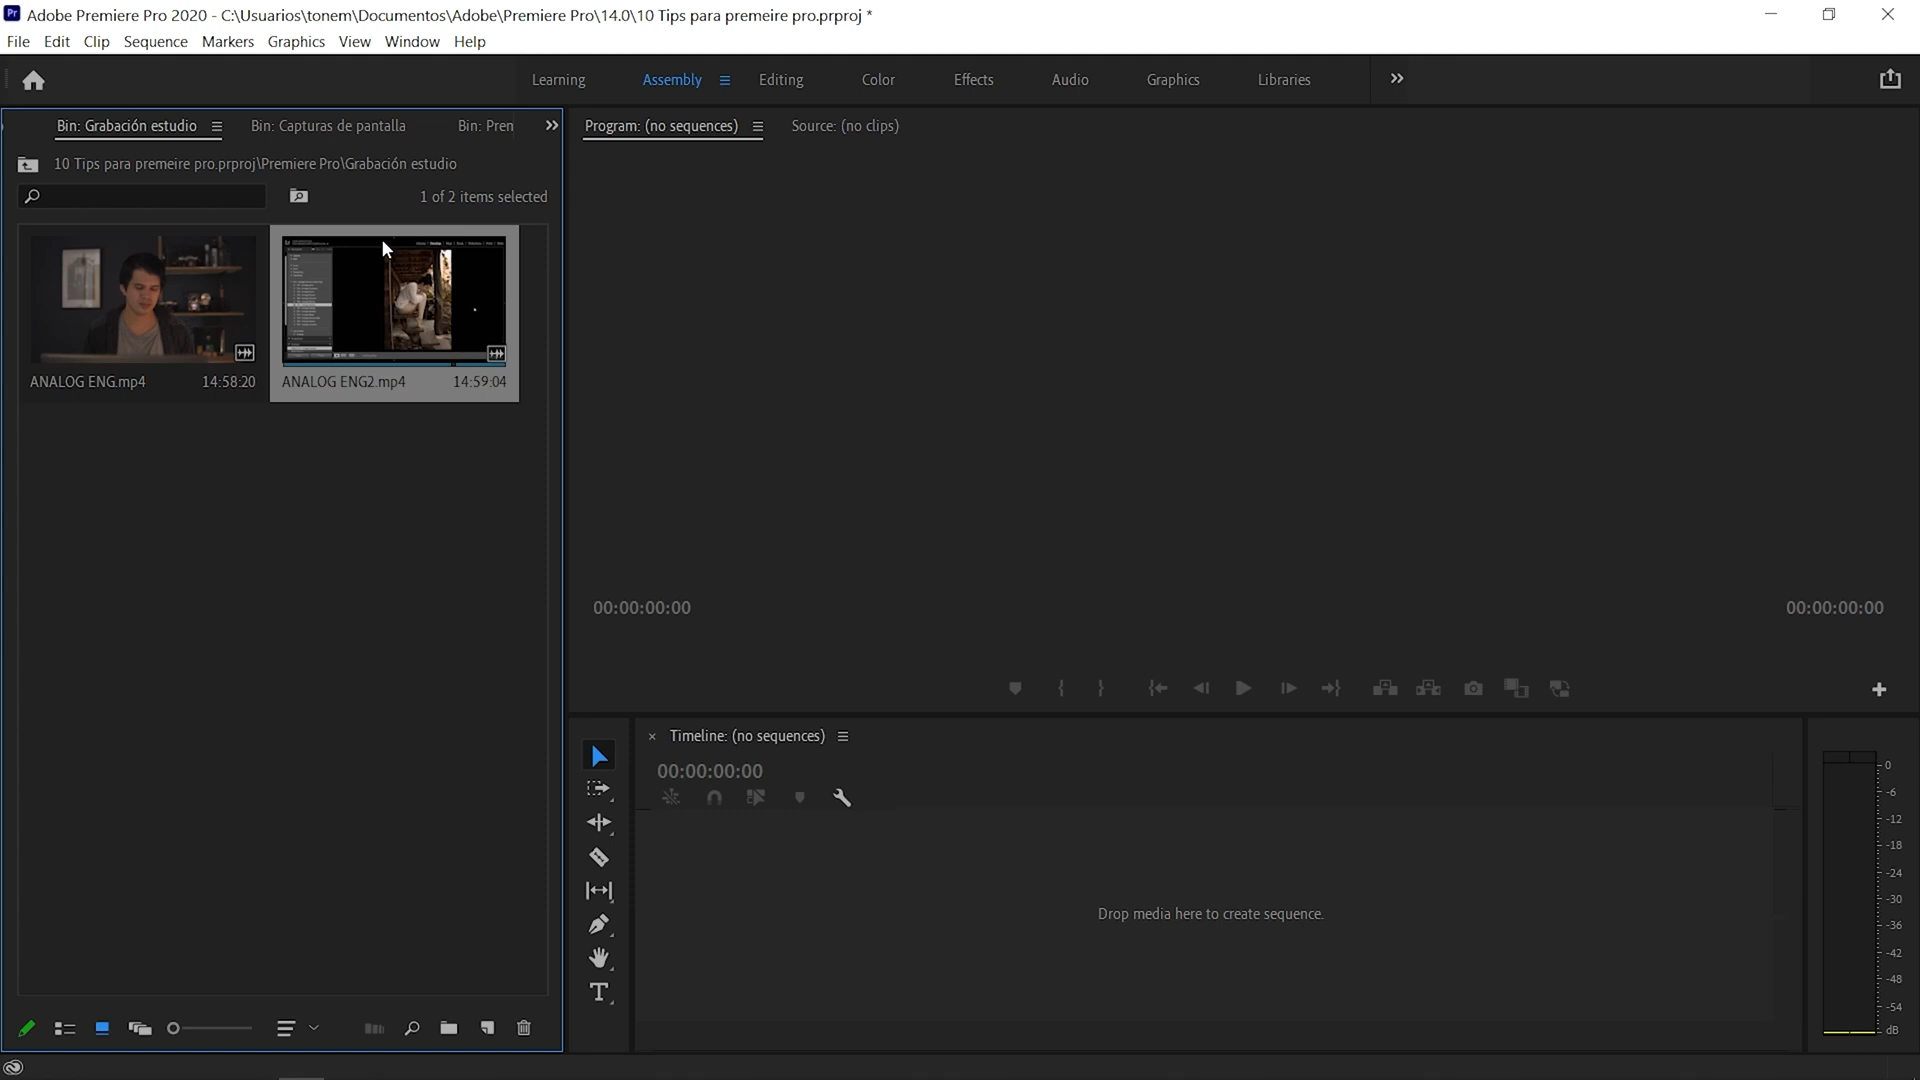 Adobe Premiere Pro 2020 - C:\Usuarios\tonem\Documentos\Adobe\Premiere Pro\14.0\10 Tips para premeire pro.prproj *
File Edit Clip Sequence Markers Graphics View Window Help
Learning Assembly Editing Color Effects Audio Graphics Libraries
Bin: Grabación estudio Bin: Capturas de pantalla Bin: Pren
Program: (no sequences) Source: (no clips)
10 Tips para premeire pro.prproj\Premiere Pro\Grabación estudio
1 of 2 items selected
ANALOG ENG.mp4 14:58:20
ANALOG ENG2.mp4 14:59:04
00:00:00:00 00:00:00:00
Timeline: (no sequences)
00:00:00:00
Drop media here to create sequence.
0
-6
-12
-18
-24
-30
-36
-42
-48
-54
dB